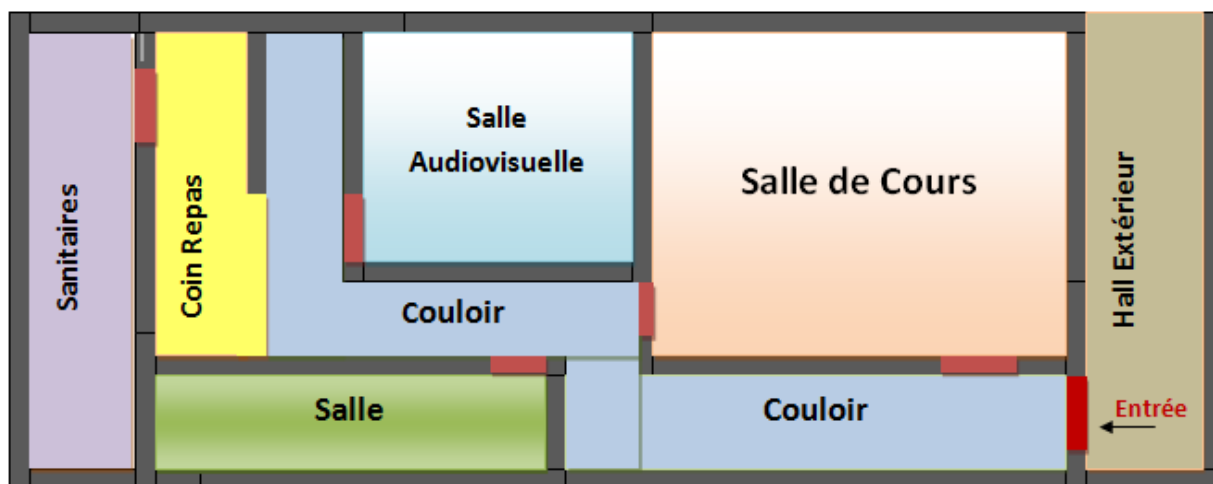 Sanitaires
Coin Repas
Salle
Audiovisuelle
Salle de Cours
Hall Extérieur
Couloir
Salle
Couloir
Entrée